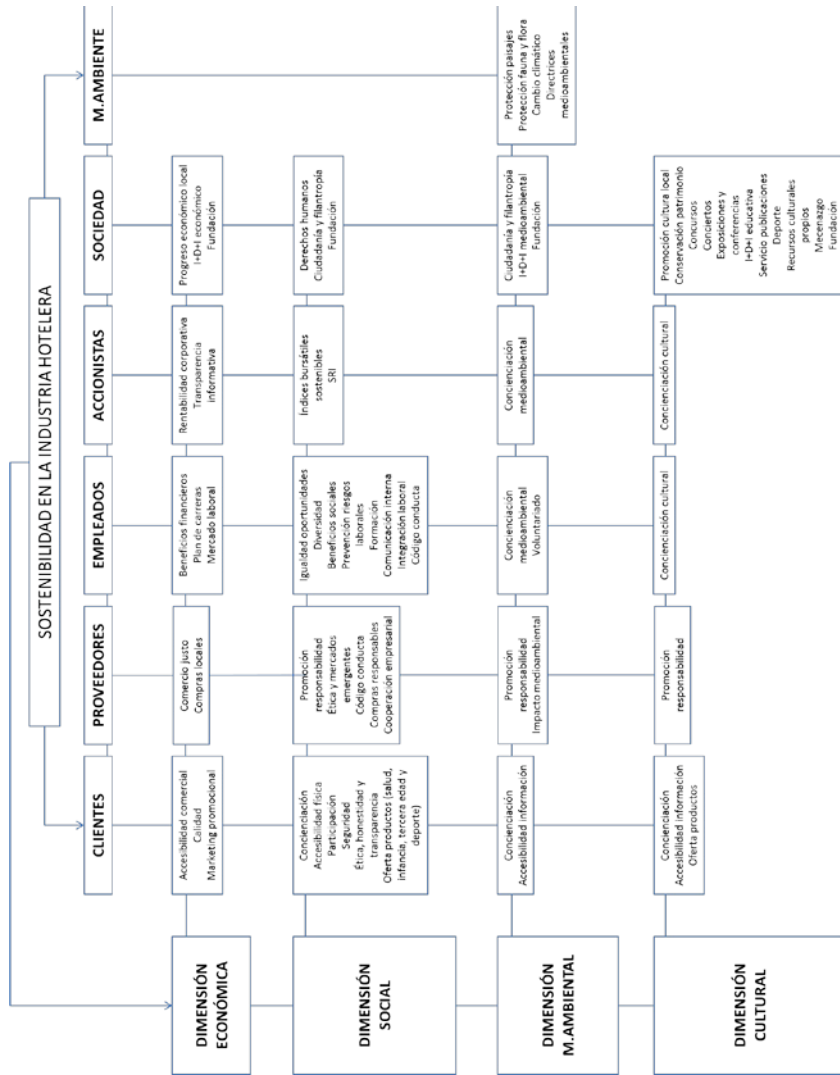 SOSTENIBILIDAD EN LA INDUSTRIA HOTELERA
CLIENTES
PROVEEDORES
EMPLEADOS
ACCIONISTAS
SOCIEDAD
M.AMBIENTE
DIMENSIÓN
ECONÓMICA
Accesibilidad comercial
Calidad
Marketing promocional
Comercio justo
Compras locales
Beneficios financieros
Plan de carreras
Mercado laboral
Rentabilidad corporativa
Transparencia
informativa
Progreso económico local
I+D+I económico
Fundación
DIMENSIÓN
SOCIAL
Concienciación
Accesibilidad física
Participación
Seguridad
Ética, honestidad y
transparencia
Oferta productos (salud,
infancia, tercera edad y
deporte)
Promoción
responsabilidad
Ética y mercados
emergentes
Código conducta
Compras responsables
Cooperación empresarial
Igualdad oportunidades
Diversidad
Beneficios sociales
Prevención riesgos
laborales
Formación
Comunicación interna
Integración laboral
Código conducta
Índices bursátiles
sostenibles
SRI
Derechos humanos
Ciudadanía y filantropía
Fundación
DIMENSIÓN
M.AMBIENTAL
Concienciación
Accesibilidad información
Promoción
responsabilidad
Impacto medioambiental
Concienciación
medioambiental
Voluntariado
Concienciación
medioambiental
Ciudadanía y filantropía
I+D+I medioambiental
Fundación
Protección paisajes
Protección fauna y flora
Cambio climático
Directrices
medioambientales
DIMENSIÓN
CULTURAL
Concienciación
Accesibilidad información
Oferta productos
Promoción
responsabilidad
Concienciación cultural
Concienciación cultural
Promoción cultura local
Conservación patrimonio
Concursos
Conciertos
Exposiciones y
conferencias
I+D+I educativa
Servicio publicaciones
Deporte
Recursos culturales
propios
Mecenazgo
Fundación